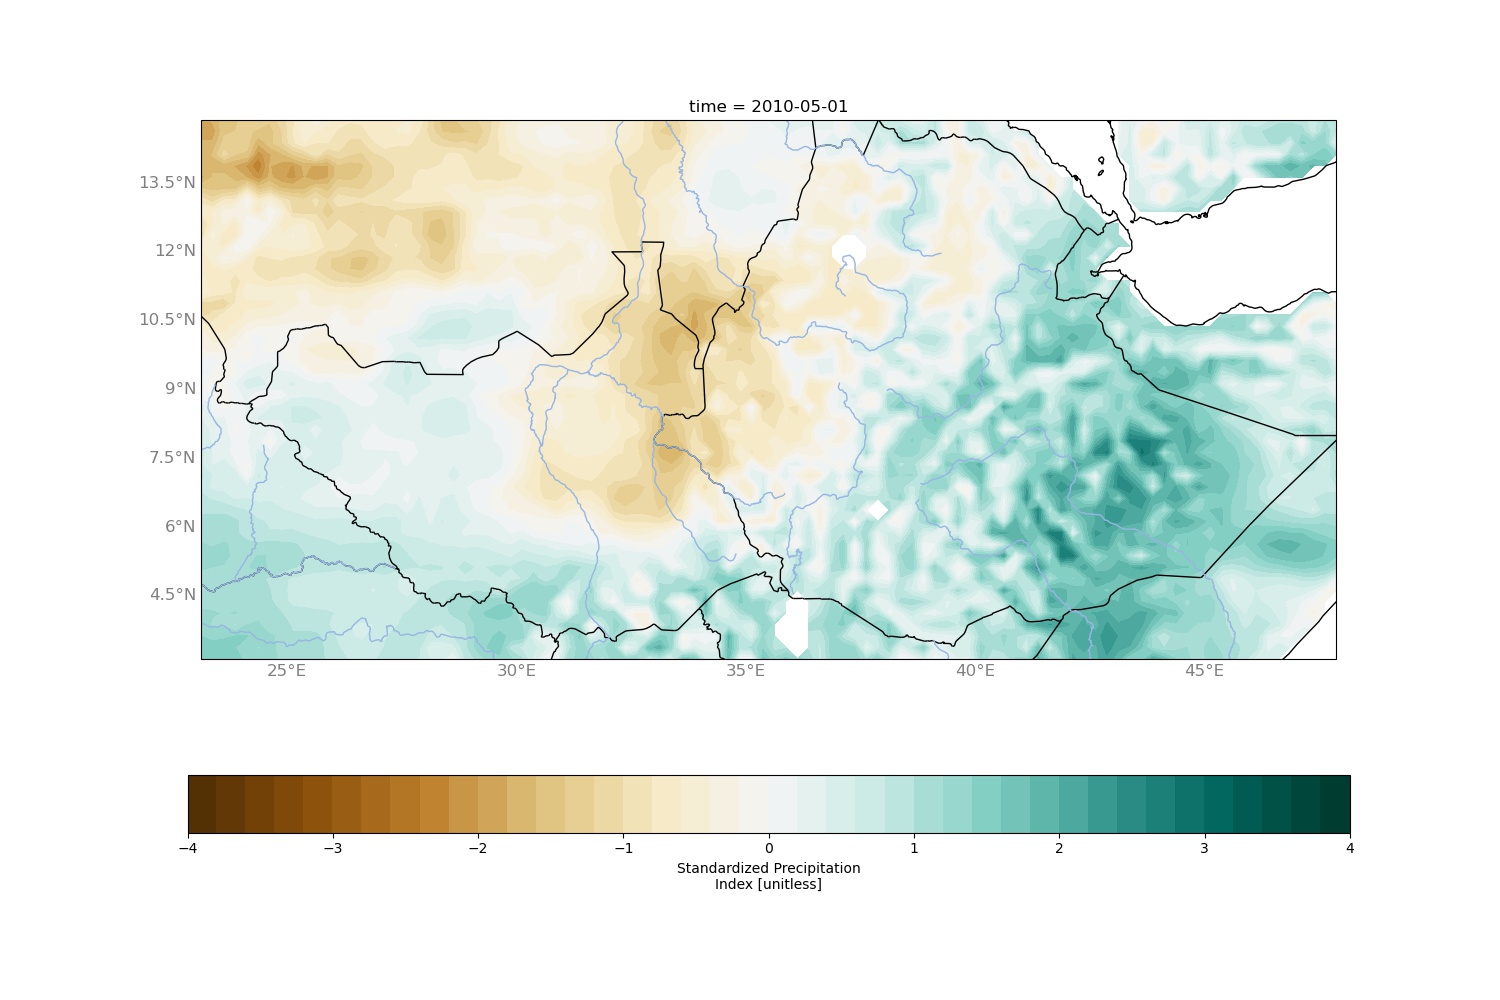 time = 2010-05-01
13.5°N
12°N
10.5°N
9°N
7.5°N
6°N
4.5°N
25°E 30°E 35°E 40°E 45°E
−4 −3 −2 −1 0 1 2 3 4
Standardized Precipitation
Index [unitless]